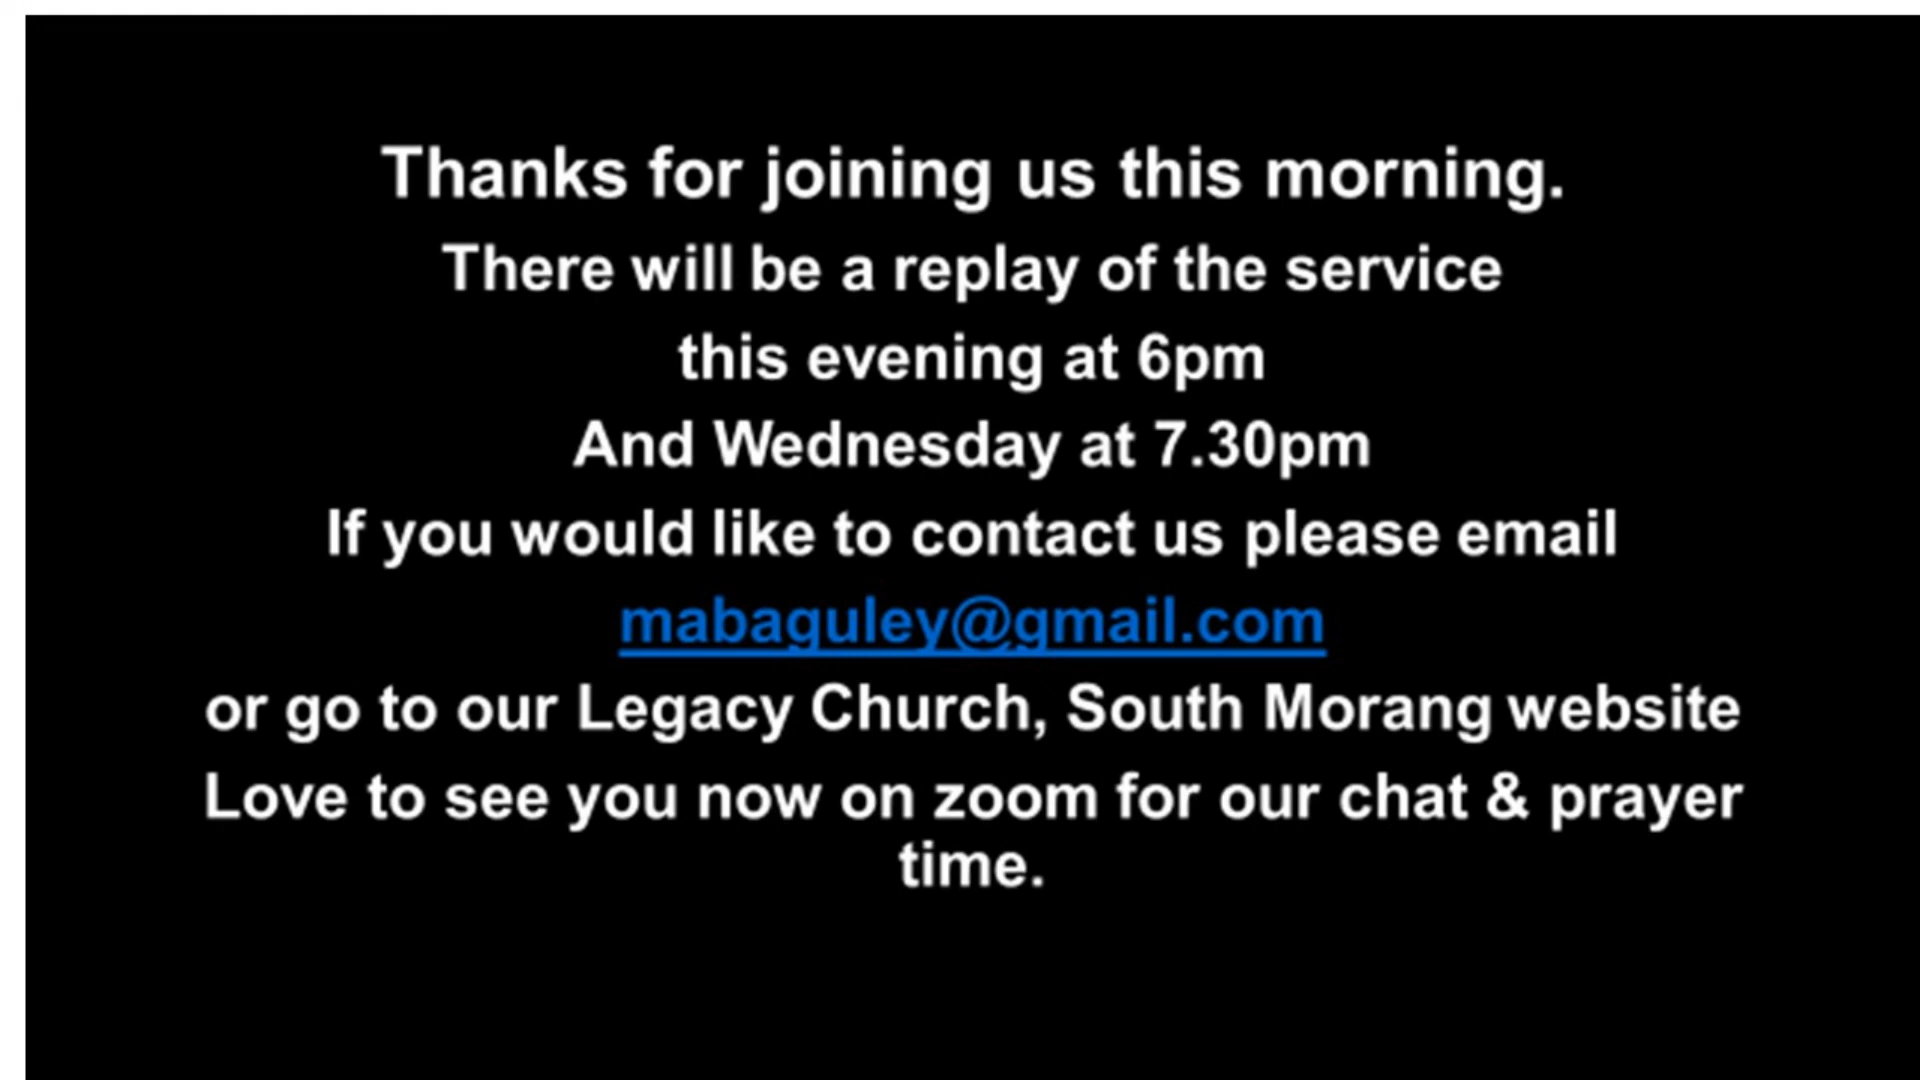 Thanks for joining us this morning.
There will be a replay of the service
this evening at 6pm
And Wednesday at 7.30pm
If you would like to contact us please email
mabaguley@gmail.com
or go to our Legacy Church, South Morang website
Love to see you now on zoom for our chat & prayer
time.